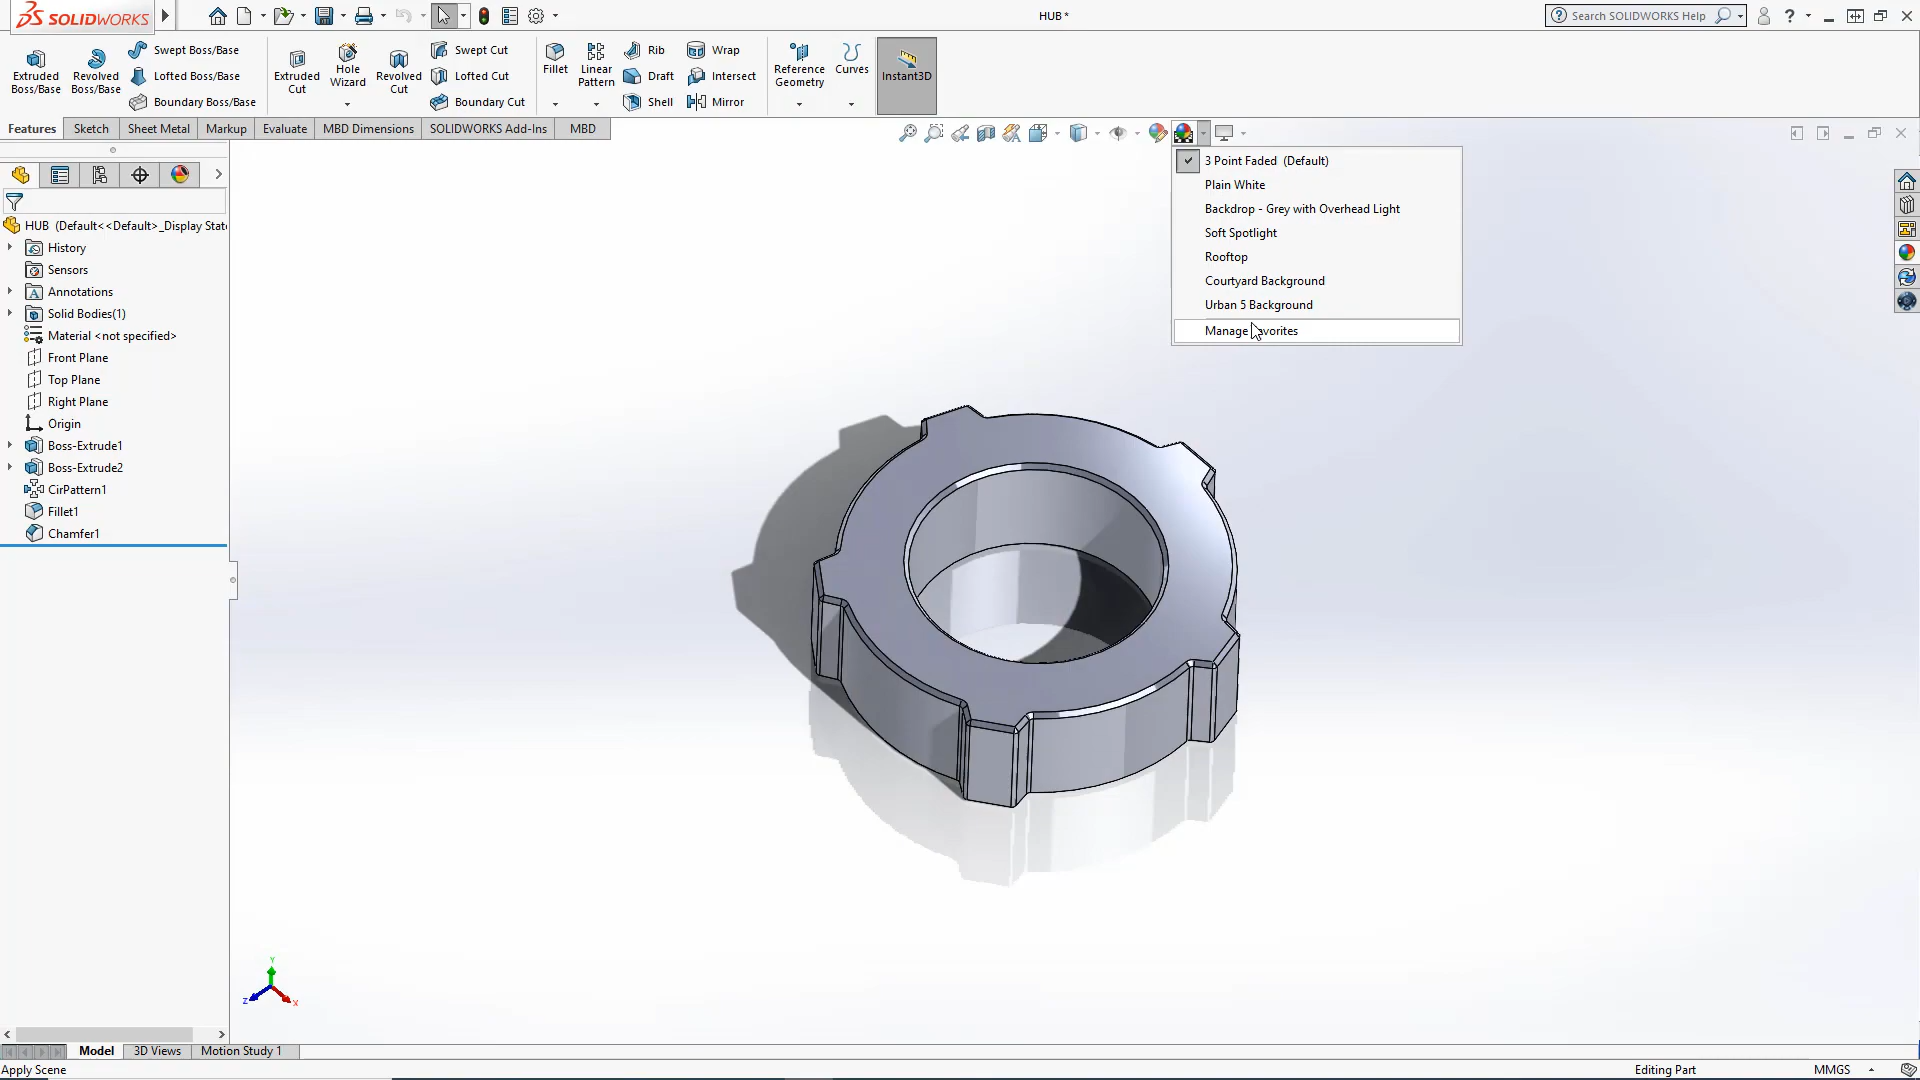 SOLIDWORKS
HUB *
Search SOLIDWORKS Help
Extruded Boss/Base
Revolved Boss/Base
Swept Boss/Base
Lofted Boss/Base
Boundary Boss/Base
Extruded Cut
Hole Wizard
Revolved Cut
Swept Cut
Lofted Cut
Boundary Cut
Fillet
Linear Pattern
Rib
Draft
Shell
Wrap
Intersect
Mirror
Reference Geometry
Curves
Instant3D
Features
Sketch
Sheet Metal
Markup
Evaluate
MBD Dimensions
SOLIDWORKS Add-Ins
MBD
HUB (Default<<Default>_Display Stat
History
Sensors
Annotations
Solid Bodies(1)
Material <not specified>
Front Plane
Top Plane
Right Plane
Origin
Boss-Extrude1
Boss-Extrude2
CirPattern1
Fillet1
Chamfer1
3 Point Faded (Default)
Plain White
Backdrop - Grey with Overhead Light
Soft Spotlight
Rooftop
Courtyard Background
Urban 5 Background
Manage Favorites
Y
Z
X
Model
3D Views
Motion Study 1
Apply Scene
Editing Part
MMGS